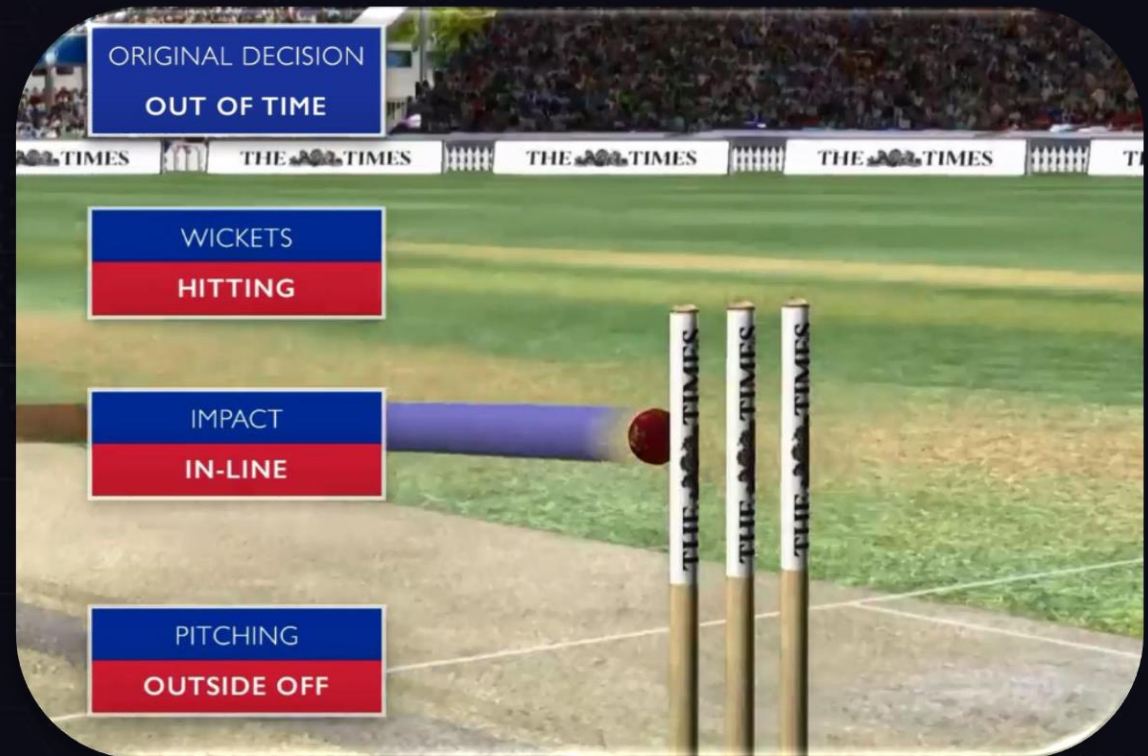 ORIGINAL DECISION
OUT OF TIME
TIMES
THE TIMES
THE TIMES
THE TIMES
WICKETS
HITTING
IMPACT
IN-LINE
PITCHING
OUTSIDE OFF
THE TIMES
THE TIMES
THE TIMES